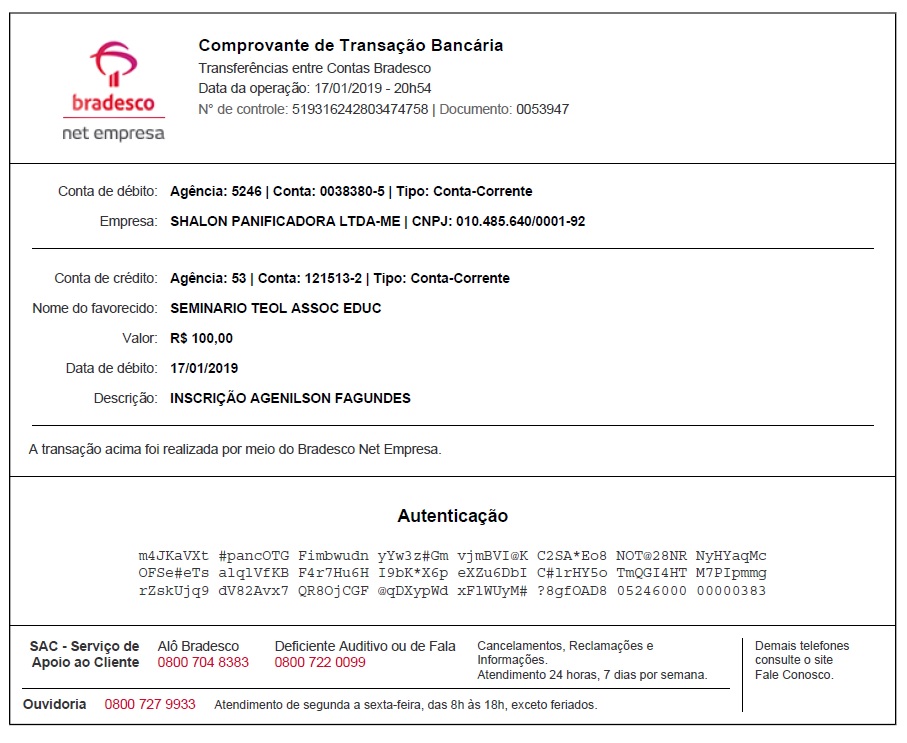 Comprovante de Transação Bancária
Transferências entre Contas Bradesco
Data da operação: 17/01/2019 - 20h54
N° de controle: 519316242803474758 | Documento: 0053947
bradesco
net empresa
Conta de débito: Agência: 5246 | Conta: 0038380-5 | Tipo: Conta-Corrente
Empresa: SHALON PANIFICADORA LTDA-ME | CNPJ: 010.485.640/0001-92
Conta de crédito: Agência: 53 | Conta: 121513-2 | Tipo: Conta-Corrente
Nome do favorecido: SEMINARIO TEOL ASSOC EDUC
Valor: R$ 100,00
Data de débito: 17/01/2019
Descrição: INSCRIÇÃO AGENILSON FAGUNDES
A transação acima foi realizada por meio do Bradesco Net Empresa.
Autenticação
m4JKaVXt #pancOTG Fimbwudn yYw3z#Gm vjmBVI@K C2SA*Eo8 NOT@28NR NyHYaqMc
OFSe#eTs alqlVfKB F4r7Hu6H I9bK*X6p eXZu6DbI C#lrHY5o TmQGI4HT M7PIpmmg
rZskUjq9 dV82Avx7 QR8OjCGF @qDXypWd xFlWUyM# ?8gfOAD8 05246000 00000383
SAC - Serviço de Apoio ao Cliente
Alô Bradesco
0800 704 8383
Deficiente Auditivo ou de Fala
0800 722 0099
Cancelamentos, Reclamações e
Informações.
Atendimento 24 horas, 7 dias por semana.
Demais telefones
consulte o site
Fale Conosco.
Ouvidoria 0800 727 9933 Atendimento de segunda a sexta-feira, das 8h às 18h, exceto feriados.